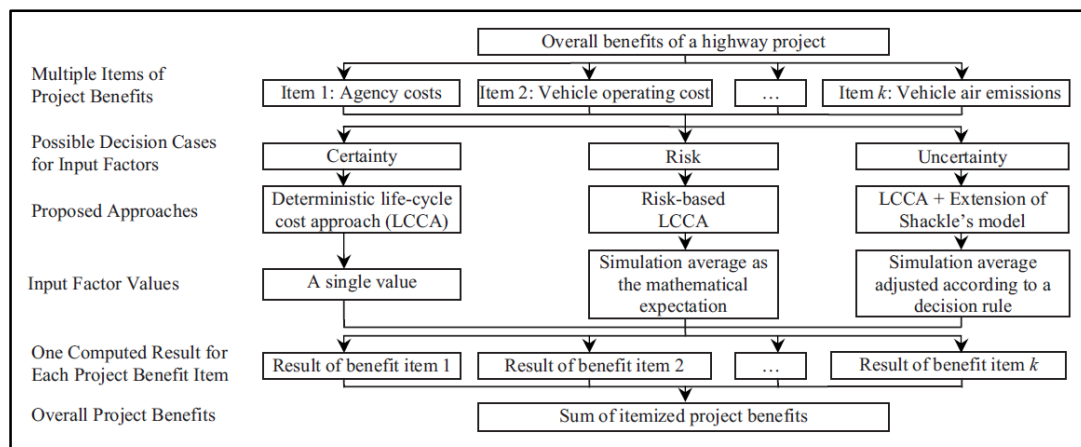 Overall benefits of a highway project
Multiple Items of
Project Benefits
Item 1: Agency costs
Item 2: Vehicle operating cost
…
Item k: Vehicle air emissions
Possible Decision Cases
for Input Factors
Certainty
Risk
Uncertainty
Proposed Approaches
Deterministic life-cycle
cost approach (LCCA)
Risk-based
LCCA
LCCA + Extension of
Shackle's model
Input Factor Values
A single value
Simulation average as
the mathematical
expectation
Simulation average
adjusted according to a
decision rule
One Computed Result for
Each Project Benefit Item
Result of benefit item 1
Result of benefit item 2
…
Result of benefit item k
Overall Project Benefits
Sum of itemized project benefits